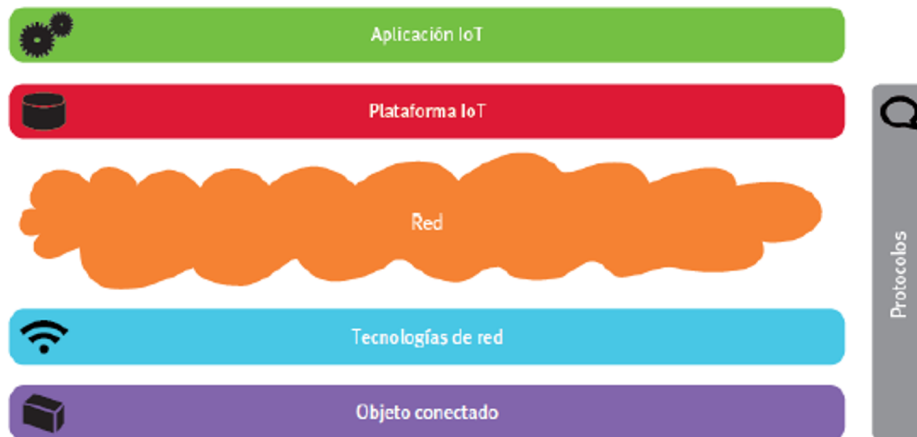 Aplicación IoT
Plataforma IoT
Red
Protocolos
Tecnologías de red
Objeto conectado